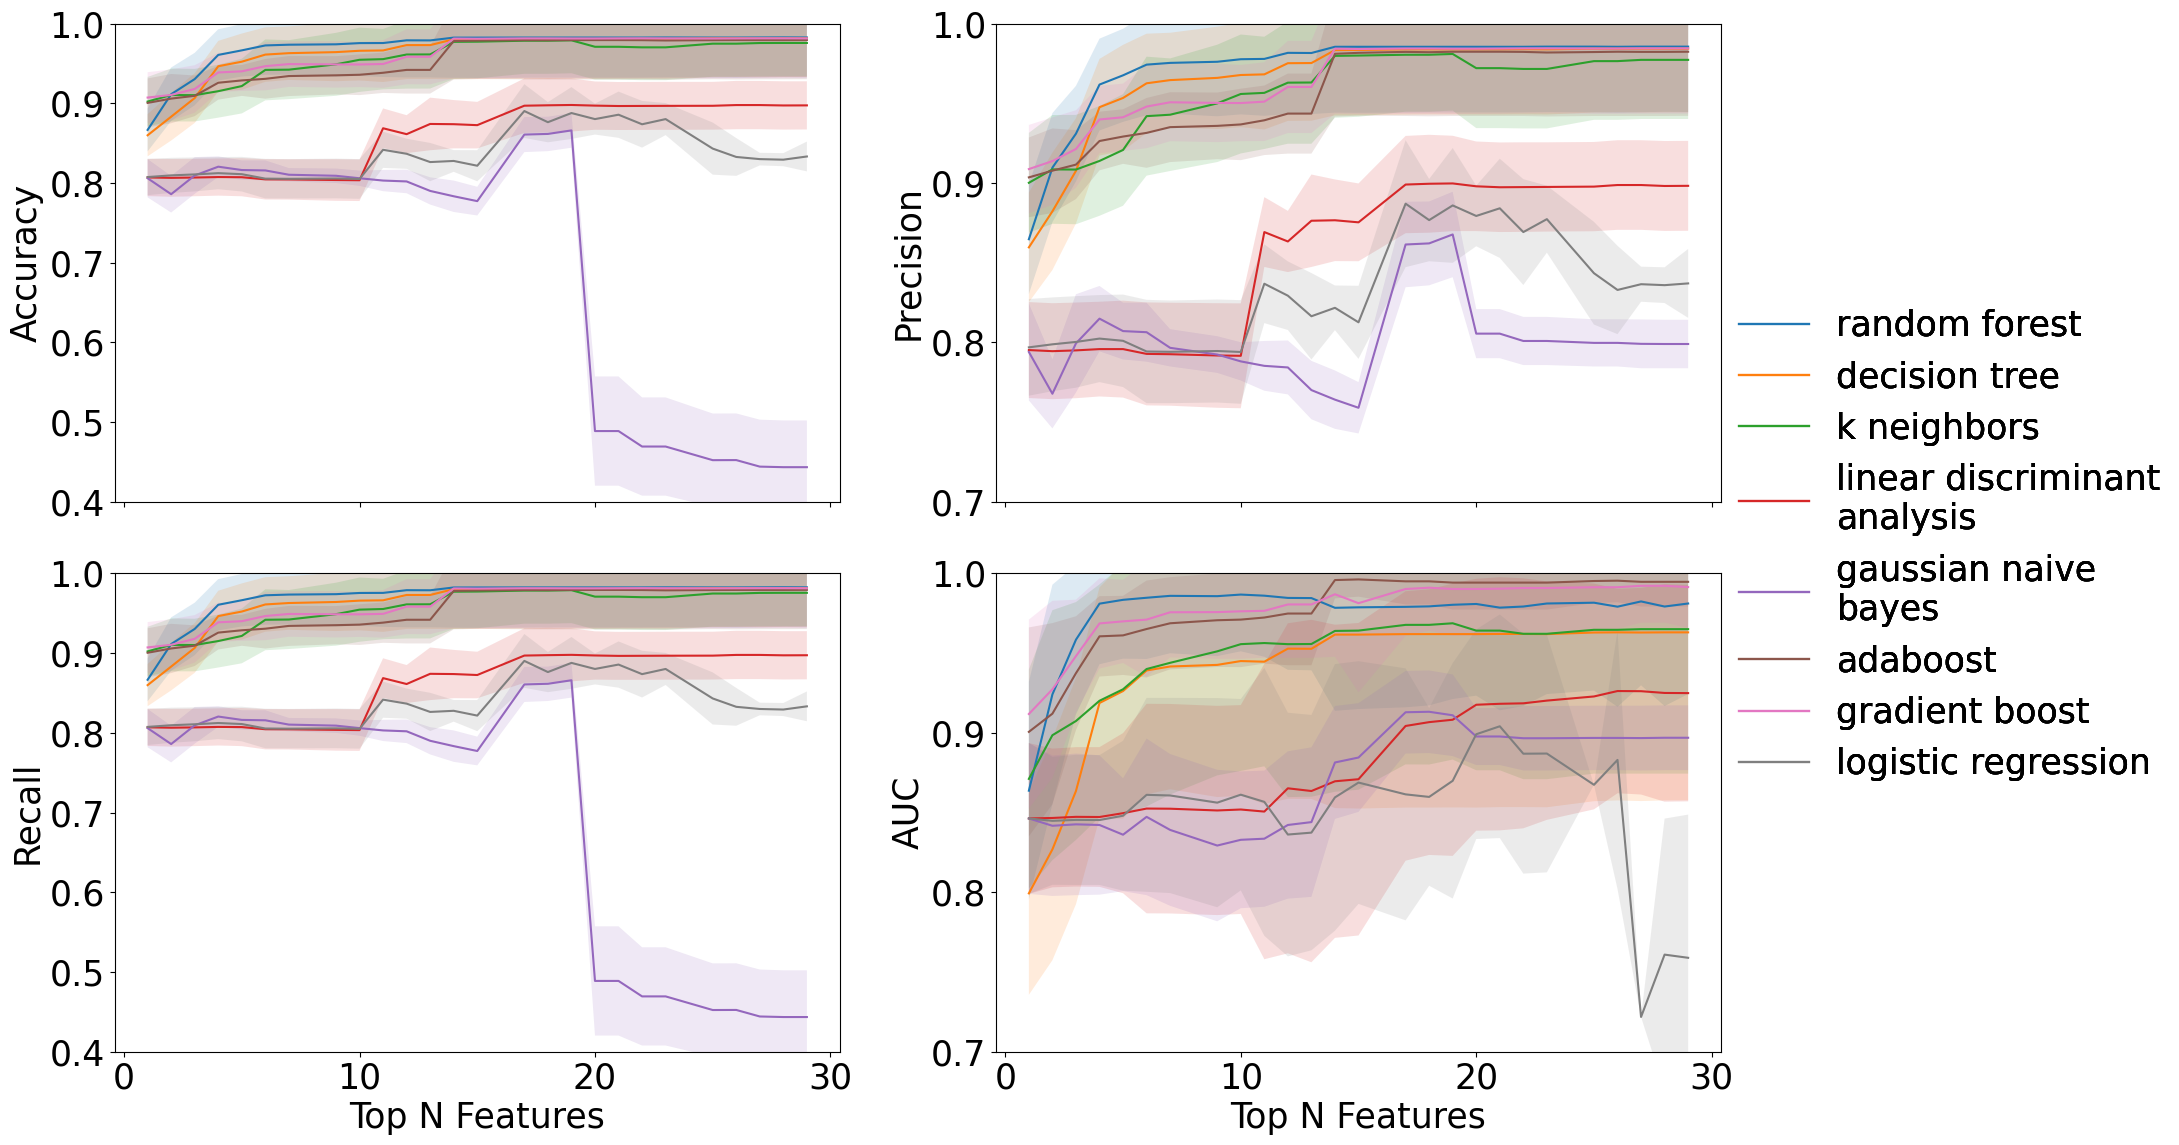 1.0
0.9
0.8
0.7
0.6
0.5
0.4
Accuracy
1.0
0.9
0.8
0.7
Precision
1.0
0.9
0.8
0.7
0.6
0.5
0.4
Recall
0
10
20
30
Top N Features
1.0
0.9
0.8
0.7
AUC
0
10
20
30
Top N Features
random forest
decision tree
k neighbors
linear discriminant
analysis
gaussian naive
bayes
adaboost
gradient boost
logistic regression